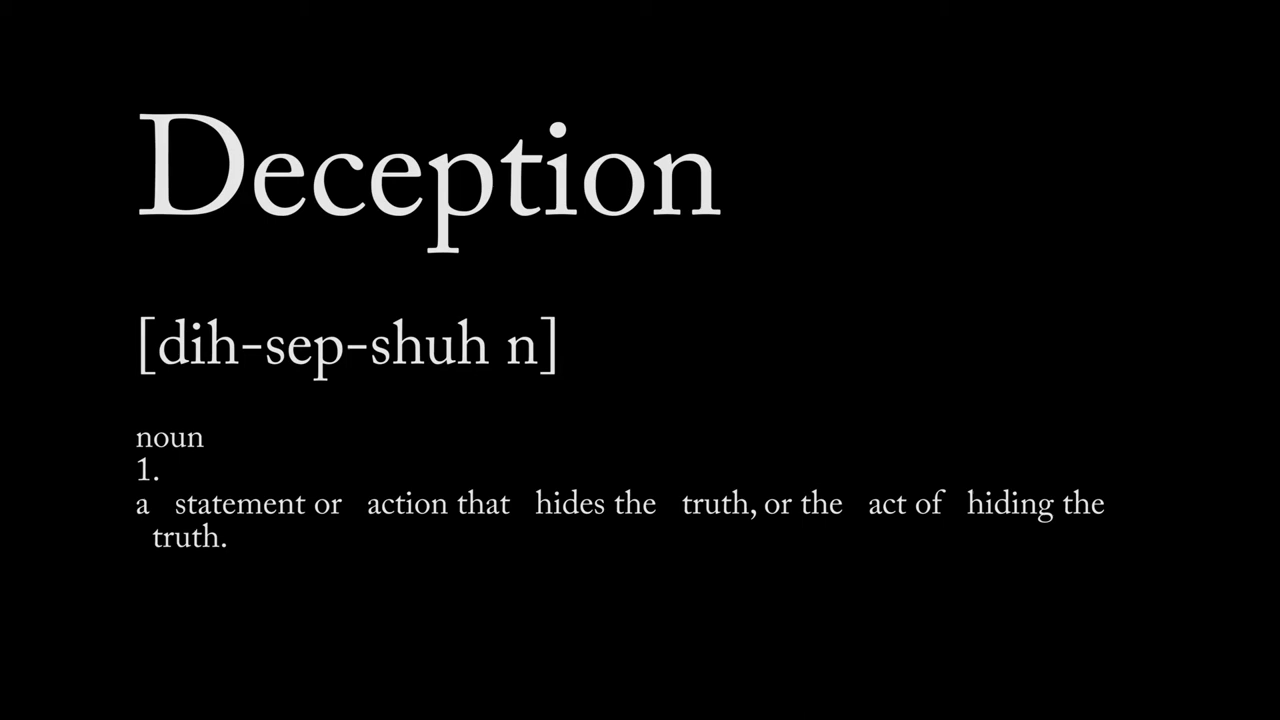 Deception
[dih-sep-shuh n]
noun
1.
a statement or action that hides the truth, or the act of hiding the
truth.